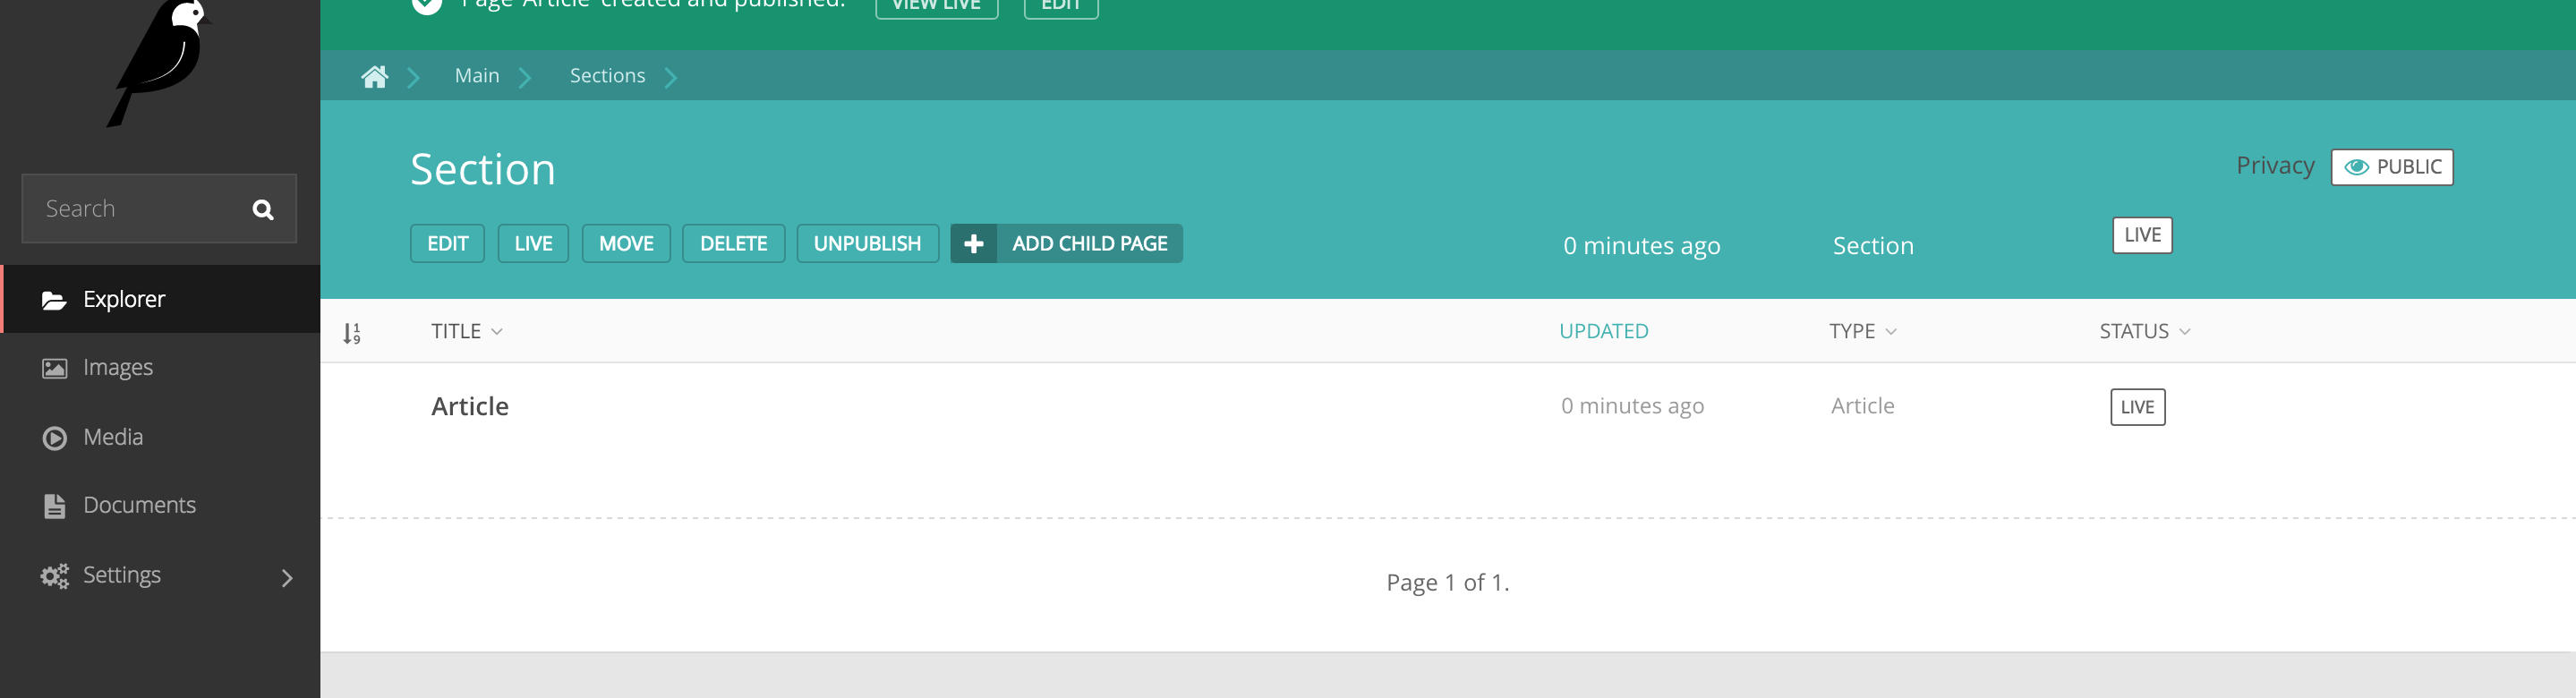 Page 'Article' created and published.
VIEW LIVE
EDIT
Main
Sections
Section
Privacy
PUBLIC
Search
EDIT
LIVE
MOVE
DELETE
UNPUBLISH
ADD CHILD PAGE
0 minutes ago
Section
LIVE
Explorer
1
9
TITLE
UPDATED
TYPE
STATUS
Images
Article
0 minutes ago
Article
LIVE
Media
Documents
Settings
Page 1 of 1.